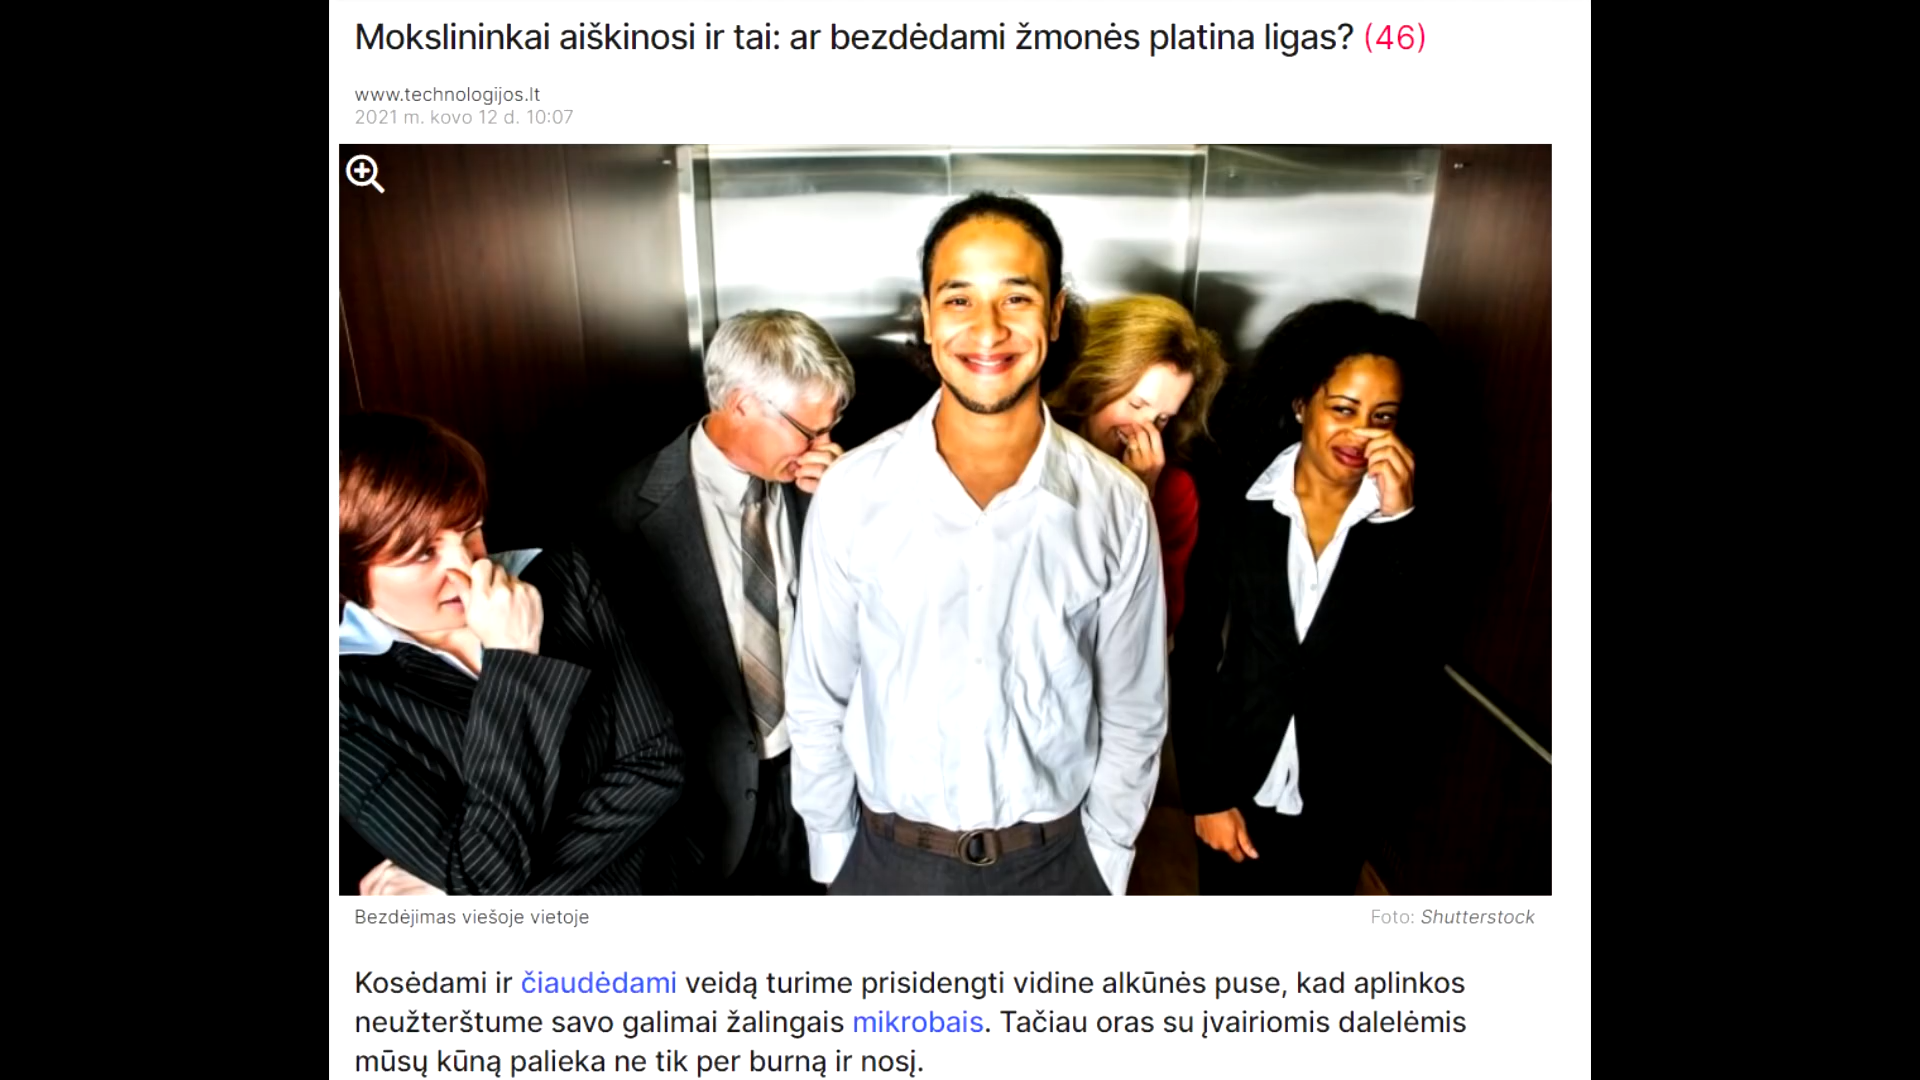 Mokslininkai aiškinosi ir tai: ar bezdėdami žmonės platina ligas? (46)
www.technologijos.lt
2021 m. kovo 12 d. 10:07
Bezdėjimas viešoje vietoje
Foto: Shutterstock
Kosėdami ir čiaudėdami veidą turime prisidengti vidine alkūnės puse, kad aplinkos
neužterštume savo galimai žalingais mikrobais. Tačiau oras su įvairiomis dalelėmis
mūsų kūną palieka ne tik per burną ir nosį.